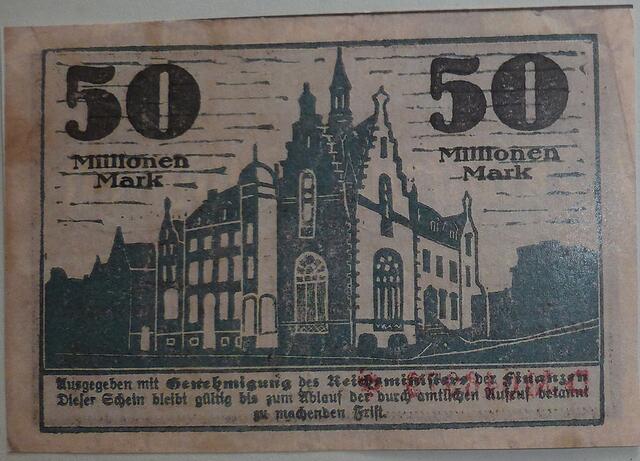 50 50
Millionen Millionen
Mark Mark
Ausgegeben mit Genehmigung des Reichsministers der Finanzen
Dieser Schein bleibt gültig bis zum Ablauf der durch amtlichen Aufruf bekannt
zu machenden Frist.